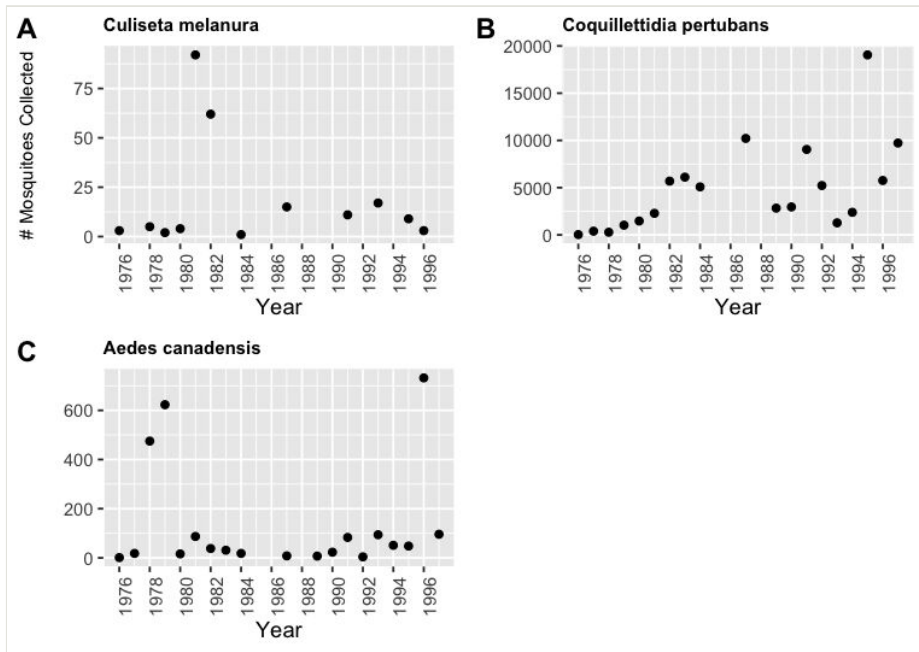 A
Culiseta melanura
# Mosquitoes Collected
75
50
25
0
1976 1978 1980 1982 1984 1986 1988 1990 1992 1994 1996
Year
B
Coquillettidia pertubans
20000
15000
10000
5000
0
1976 1978 1980 1982 1984 1986 1988 1990 1992 1994 1996
Year
C
Aedes canadensis
600
400
200
0
1976 1978 1980 1982 1984 1986 1988 1990 1992 1994 1996
Year